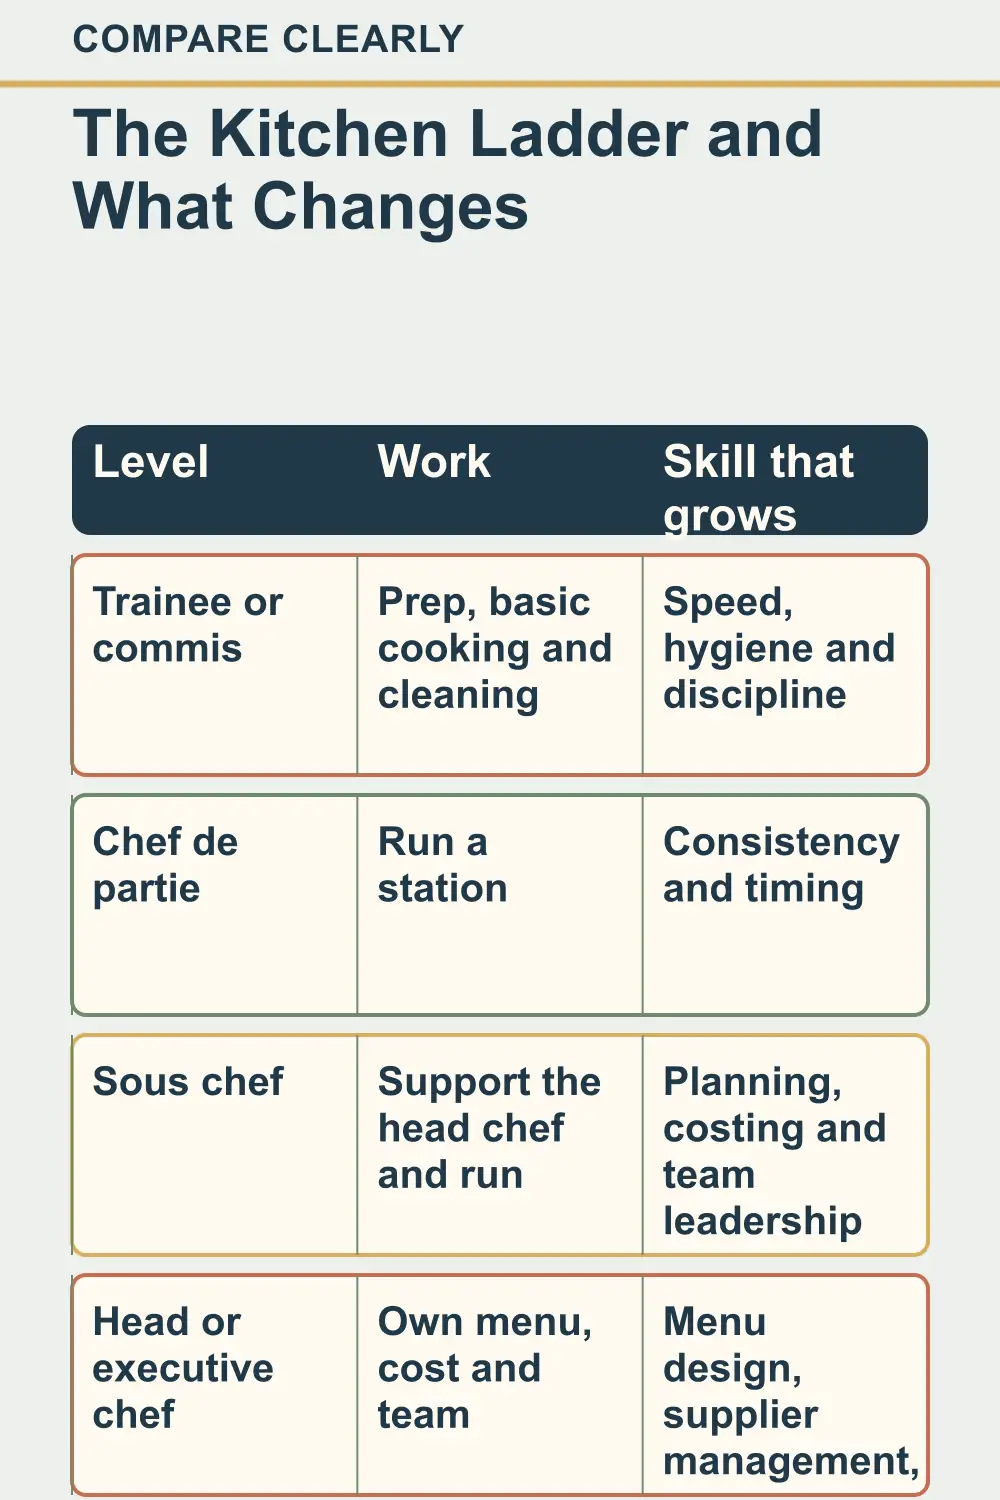 COMPARE CLEARLY
The Kitchen Ladder and
What Changes
Level
Work
Skill that
grows
Trainee or
commis
Prep, basic
cooking and
cleaning
Speed,
hygiene and
discipline
Chef de
partie
Run a
station
Consistency
and timing
Sous chef
Support the
head chef
and run
Planning,
costing and
team
leadership
Head or
executive
chef
Own menu,
cost and
team
Menu
design,
supplier
management,